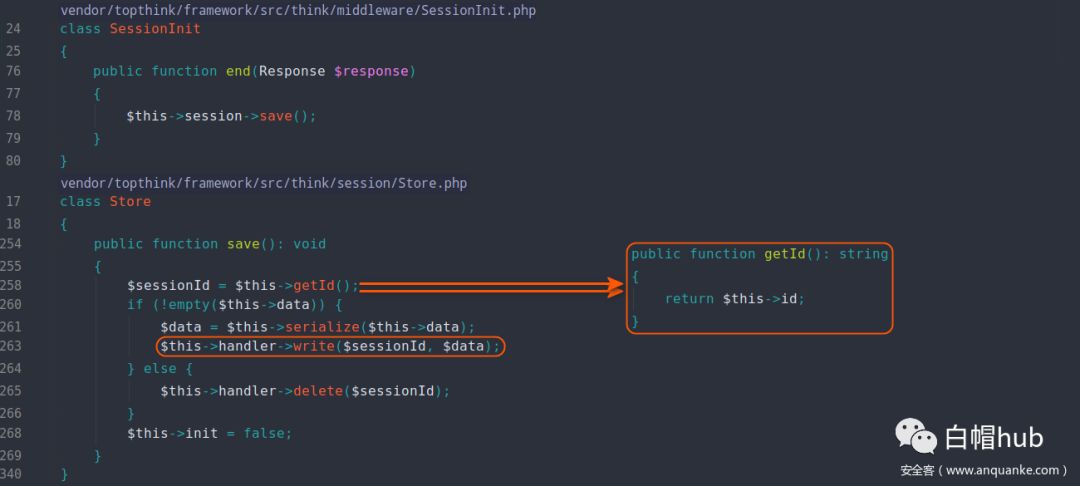 vendor/topthink/framework/src/think/middleware/SessionInit.php
24 class SessionInit
25 {
76 public function end(Response $response)
77 {
78 $this->session->save();
79 }
80 }
vendor/topthink/framework/src/think/session/Store.php
17 class Store
18 {
254 public function save(): void
255 {
258 $sessionId = $this->getId();
260 if (!empty($this->data)) {
261 $data = $this->serialize($this->data);
263 $this->handler->write($sessionId, $data);
264 } else {
265 $this->handler->delete($sessionId);
266 }
268 $this->init = false;
269 }
340 }
public function getId(): string
{
return $this->id;
}
白帽hub
安全客（www.anquanke.com）